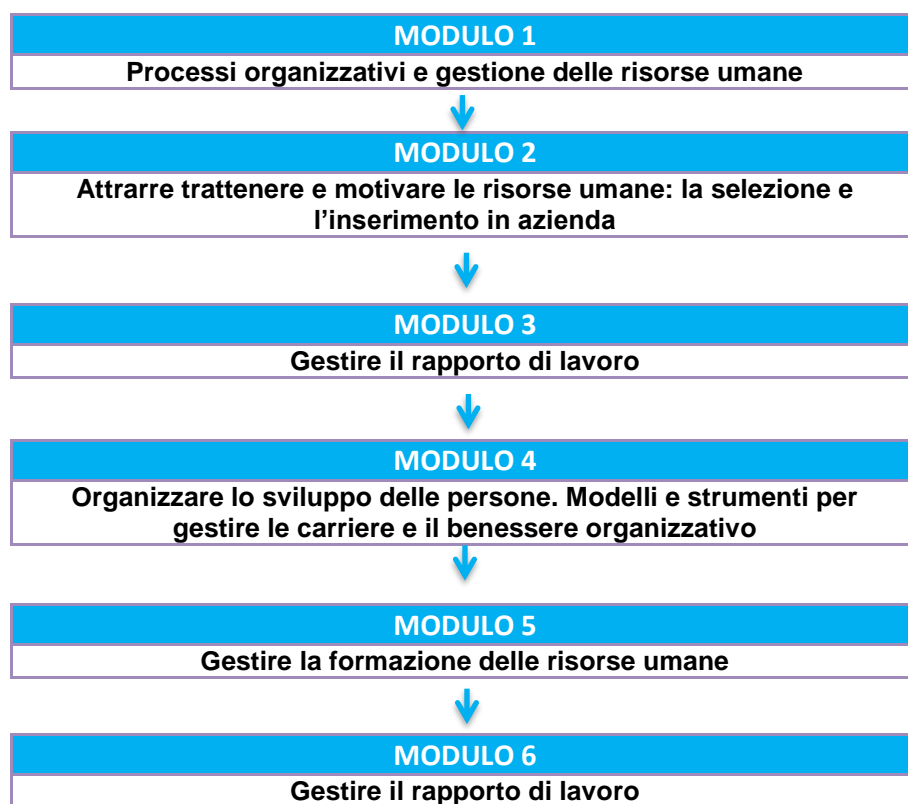 MODULO 1
Processi organizzativi e gestione delle risorse umane
MODULO 2
Attrarre trattenere e motivare le risorse umane: la selezione e
l’inserimento in azienda
MODULO 3
Gestire il rapporto di lavoro
MODULO 4
Organizzare lo sviluppo delle persone. Modelli e strumenti per
gestire le carriere e il benessere organizzativo
MODULO 5
Gestire la formazione delle risorse umane
MODULO 6
Gestire il rapporto di lavoro